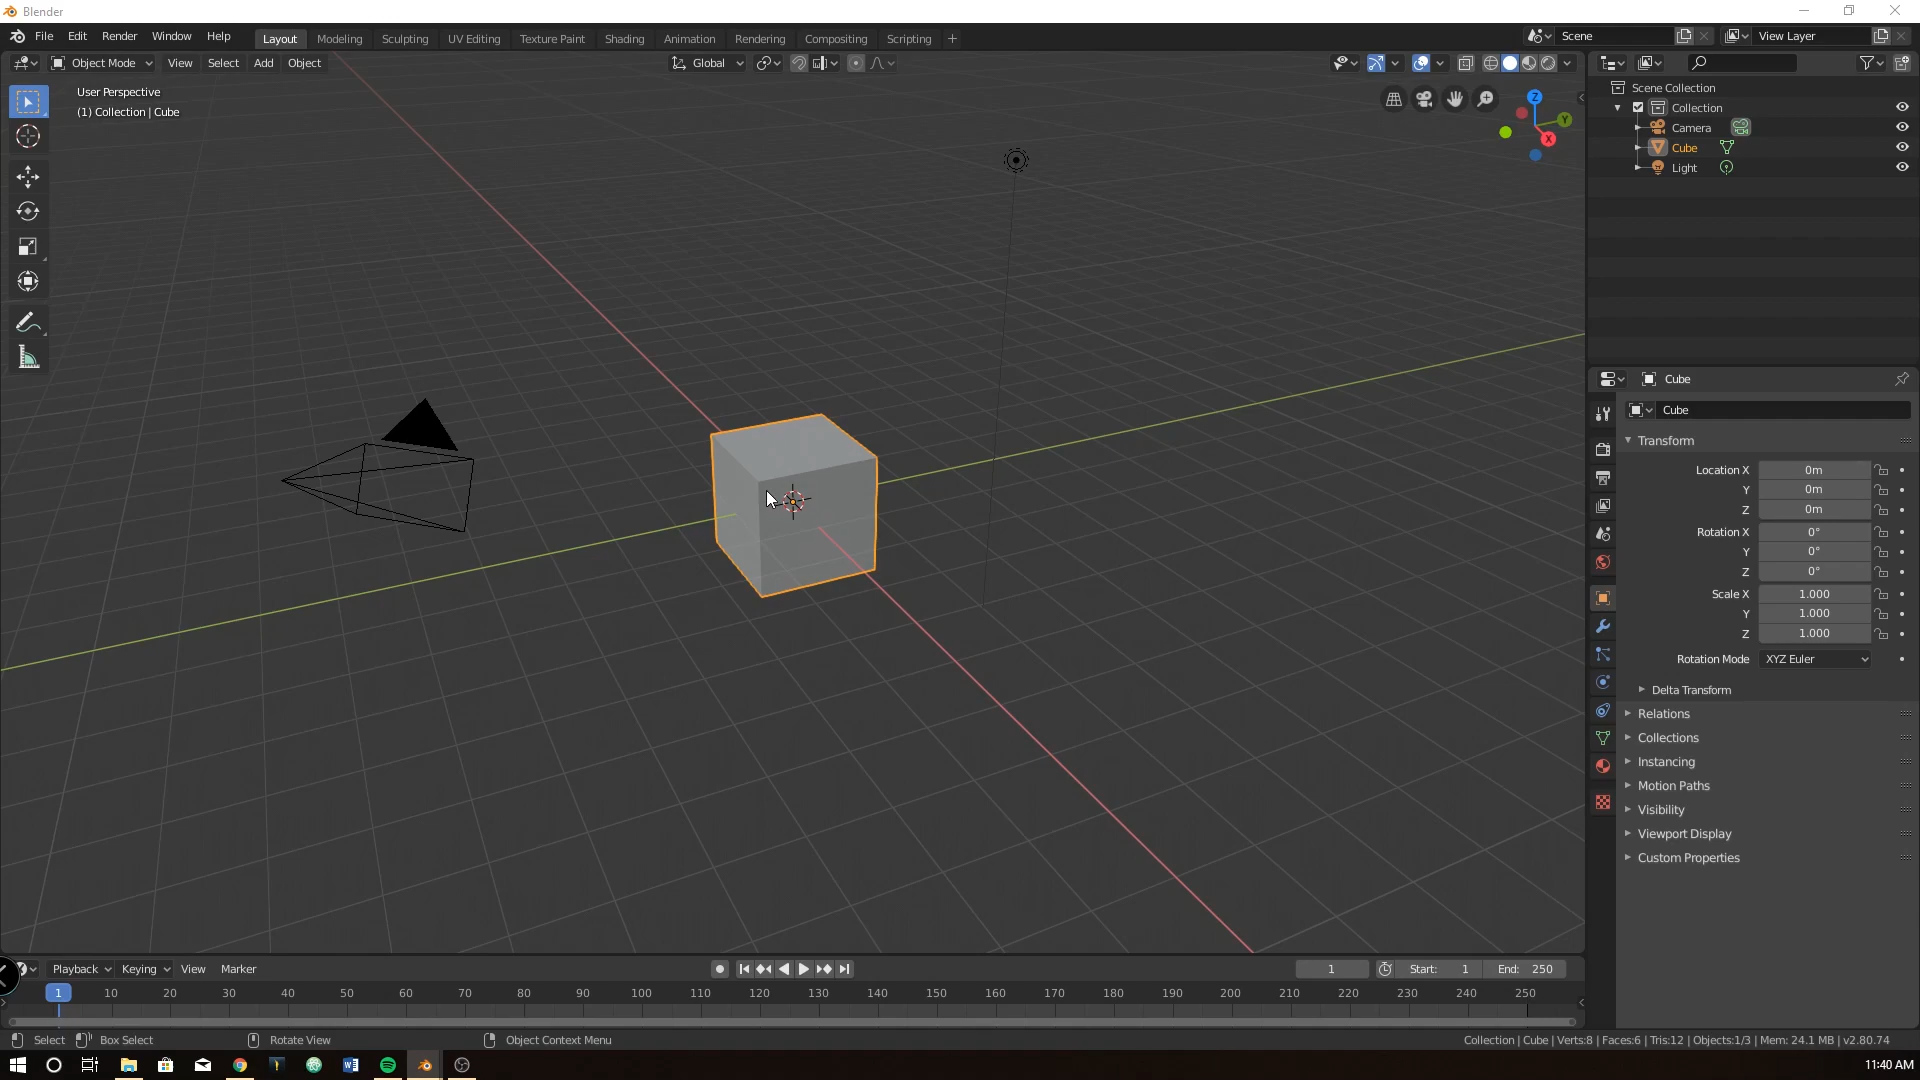 Blender
File Edit Render Window Help Layout Modeling Sculpting UV Editing Texture Paint Shading Animation Rendering Compositing Scripting + Scene View Layer
Object Mode View Select Add Object Global
User Perspective
(1) Collection | Cube
Z
Y
X
Scene Collection
Collection
Camera
Cube
Light
Cube
Cube
Transform
Location X 0m
Y 0m
Z 0m
Rotation X 0°
Y 0°
Z 0°
Scale X 1.000
Y 1.000
Z 1.000
Rotation Mode XYZ Euler
Delta Transform
Relations
Collections
Instancing
Motion Paths
Visibility
Viewport Display
Custom Properties
Playback Keying View Marker 1 Start: 1 End: 250
1 10 20 30 40 50 60 70 80 90 100 110 120 130 140 150 160 170 180 190 200 210 220 230 240 250
Select Box Select Rotate View Object Context Menu Collection | Cube | Verts:8 | Faces:6 | Tris:12 | Objects:1/3 | Mem: 24.1 MB | v2.80.74
11:40 AM